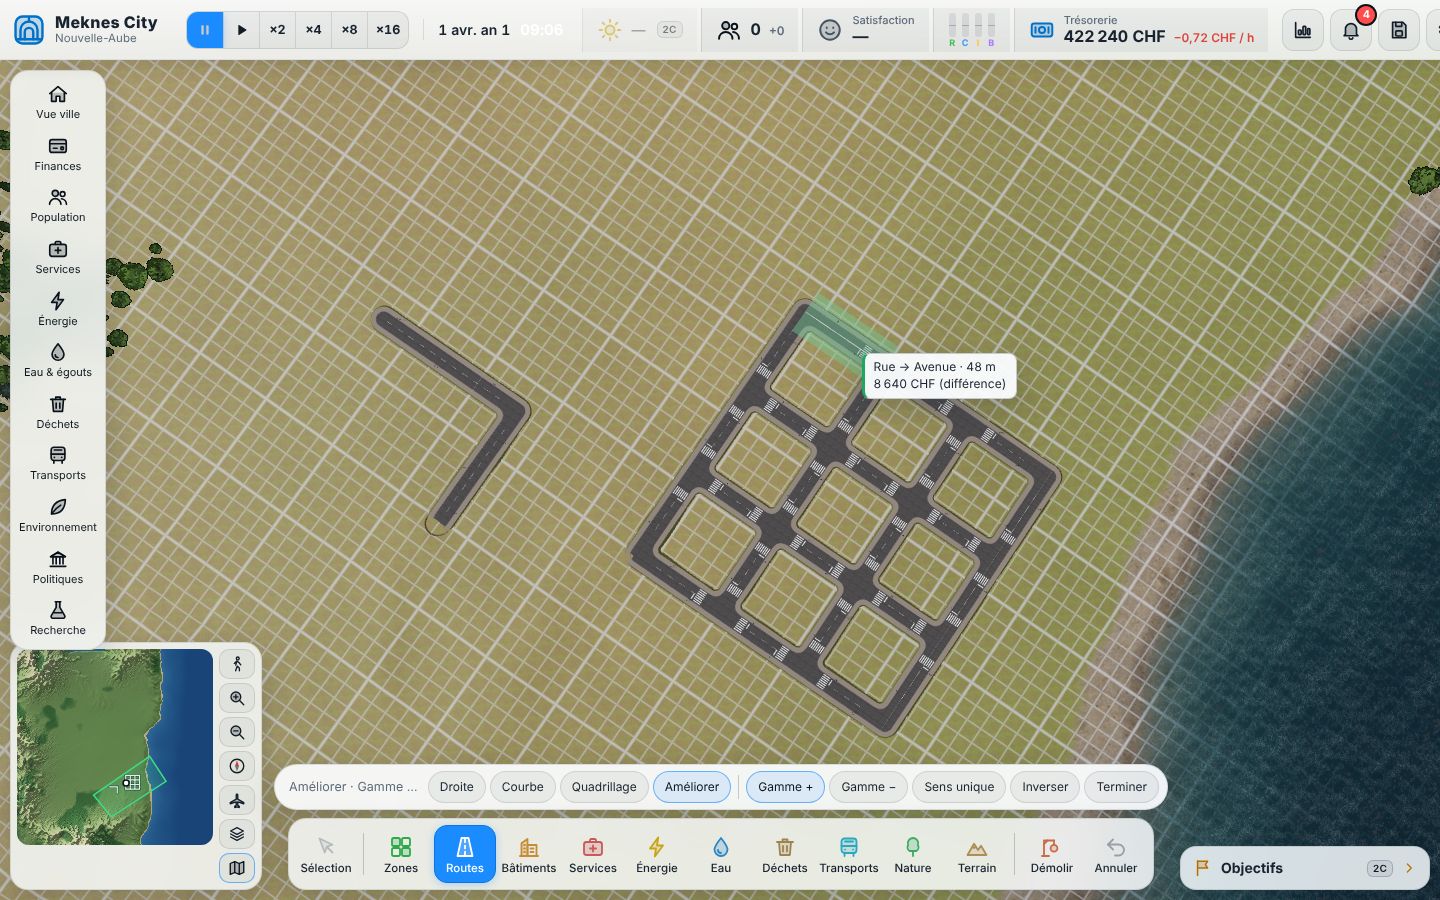 Meknes City
Nouvelle-Aube
×2
×4
×8
×16
1 avr. an 1
09:06
—
2C
0
+0
Satisfaction
—
R
C
I
B
Trésorerie
422 240 CHF
−0,72 CHF / h
4
Vue ville
Finances
Population
Services
Énergie
Eau & égouts
Déchets
Transports
Environnement
Politiques
Recherche
Rue → Avenue · 48 m
8 640 CHF (différence)
Améliorer · Gamme ...
Droite
Courbe
Quadrillage
Améliorer
Gamme +
Gamme −
Sens unique
Inverser
Terminer
Sélection
Zones
Routes
Bâtiments
Services
Énergie
Eau
Déchets
Transports
Nature
Terrain
Démolir
Annuler
Objectifs
2C